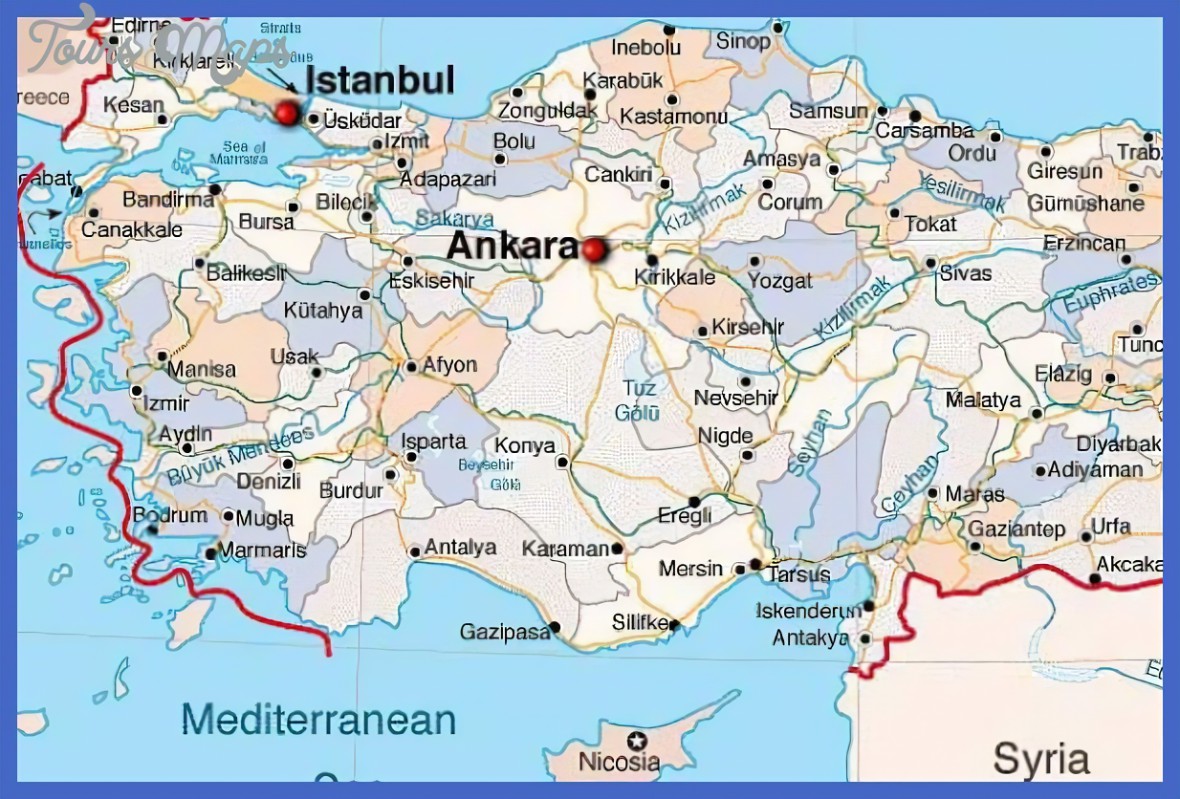 Tours Maps
Edirne
Straits
Inebolu
Sinop
Kirklareli
Istanbul
Karabük
reece
Kesan
Zonguldak
Kastamonu
Samsun
Üsküdar
Carsamba
Izmit
Bolu
Sea of
Marmara
Amasya
Ordu
Trab
Giresun
Adapazari
Cankiri
Bandirma
Bilecik
Kizilirmak
Corum
Yesilirmak
Gümüshane
Bursa
Sakarya
Canakkale
Tokat
Ankara
Erzincan
Balikesir
Eskisehir
Kirikkale
Yozgat
Sivas
Kütahya
Kizilirmak
Euphrates
Kirsehir
Usak
Tunc
Manisa
Afyon
Tuz
Gölü
Elazig
Izmir
Nevsehir
Malatya
Aydin
Isparta
Konya
Nigde
Seyhan
Diyarbak
Büyük Menderes
Beysehir
Gölü
Adiyaman
Denizli
Burdur
Ceyhan
Maras
Bodrum
Mugla
Eregli
Gaziantep
Urfa
Marmaris
Antalya
Karaman
Mersin
Tarsus
Akcaka
Gazipasa
Silifke
Iskenderun
Antakya
Mediterranean
Nicosia
Syria